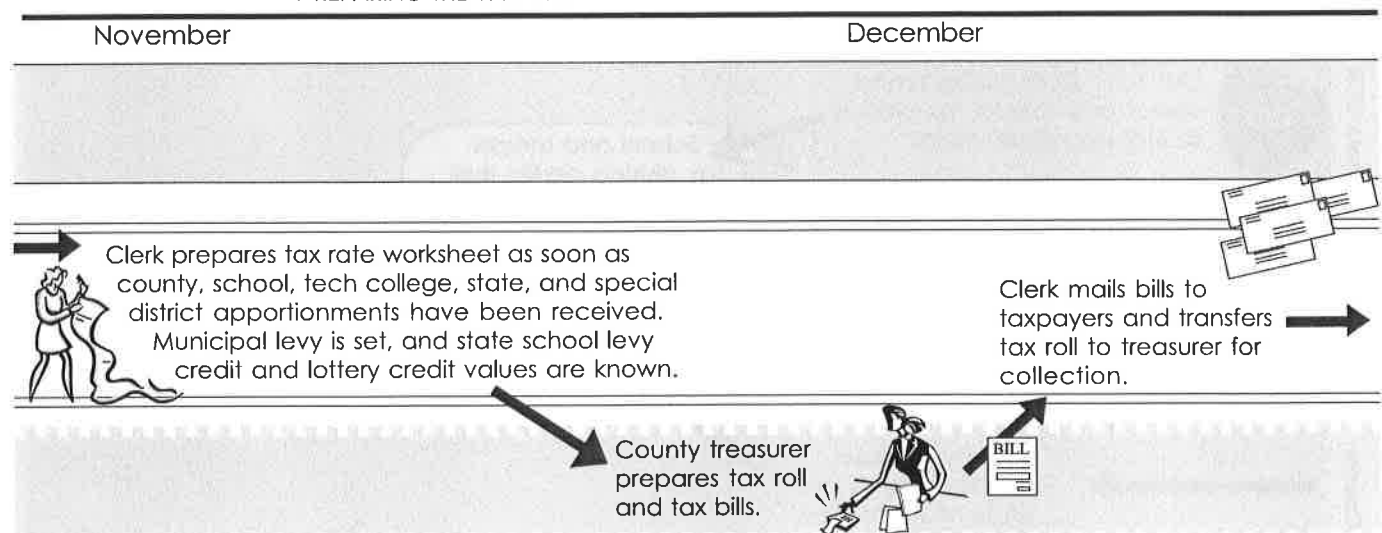 November
December
Clerk prepares tax rate worksheet as soon as
county, school, tech college, state, and special
district apportionments have been received.
Municipal levy is set, and state school levy
credit and lottery credit values are known.
County treasurer
prepares tax roll
and tax bills.
BILL
Clerk mails bills to
taxpayers and transfers
tax roll to treasurer for
collection.